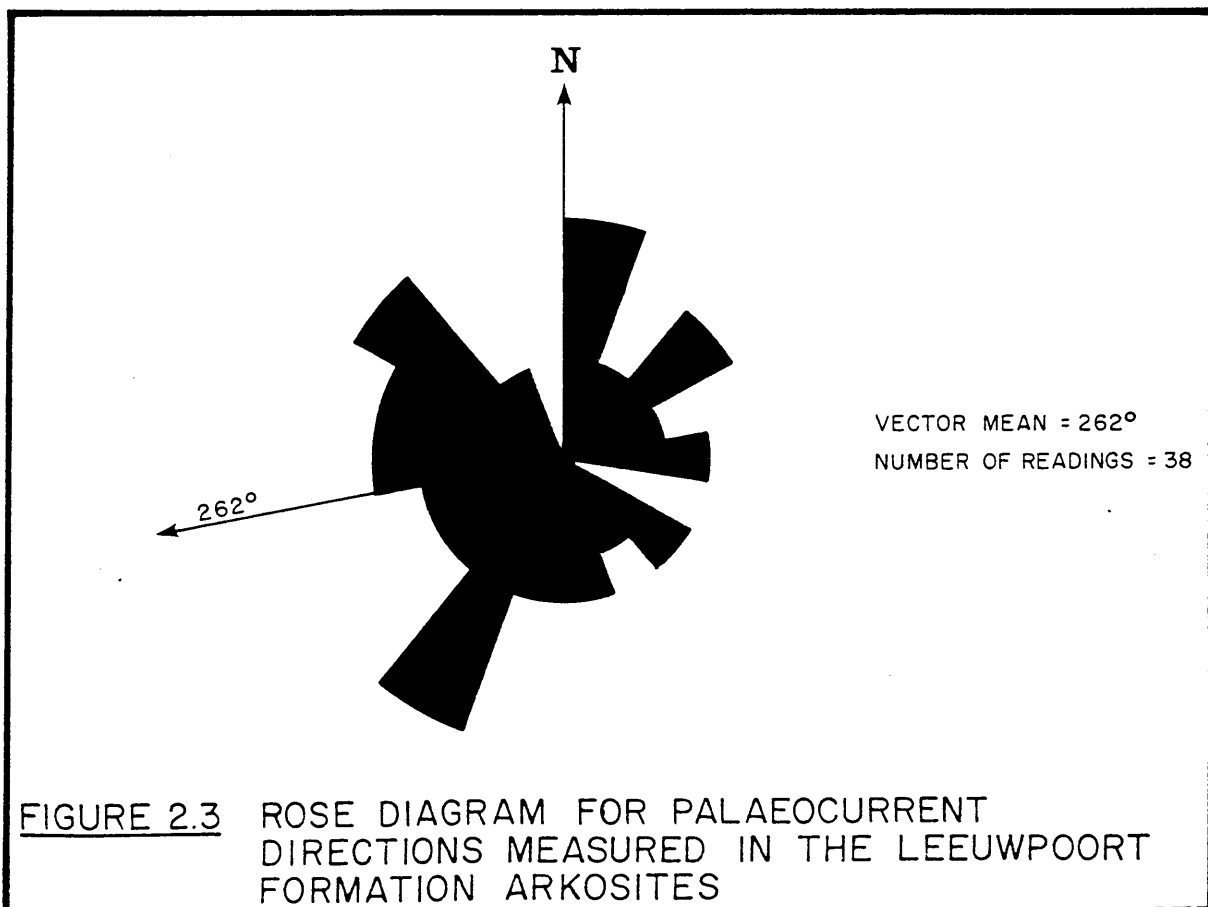 N
VECTOR MEAN = 262°
NUMBER OF READINGS = 38
262°
FIGURE 2.3 ROSE DIAGRAM FOR PALAEOCURRENT
DIRECTIONS MEASURED IN THE LEEUWPOORT
FORMATION ARKOSITES